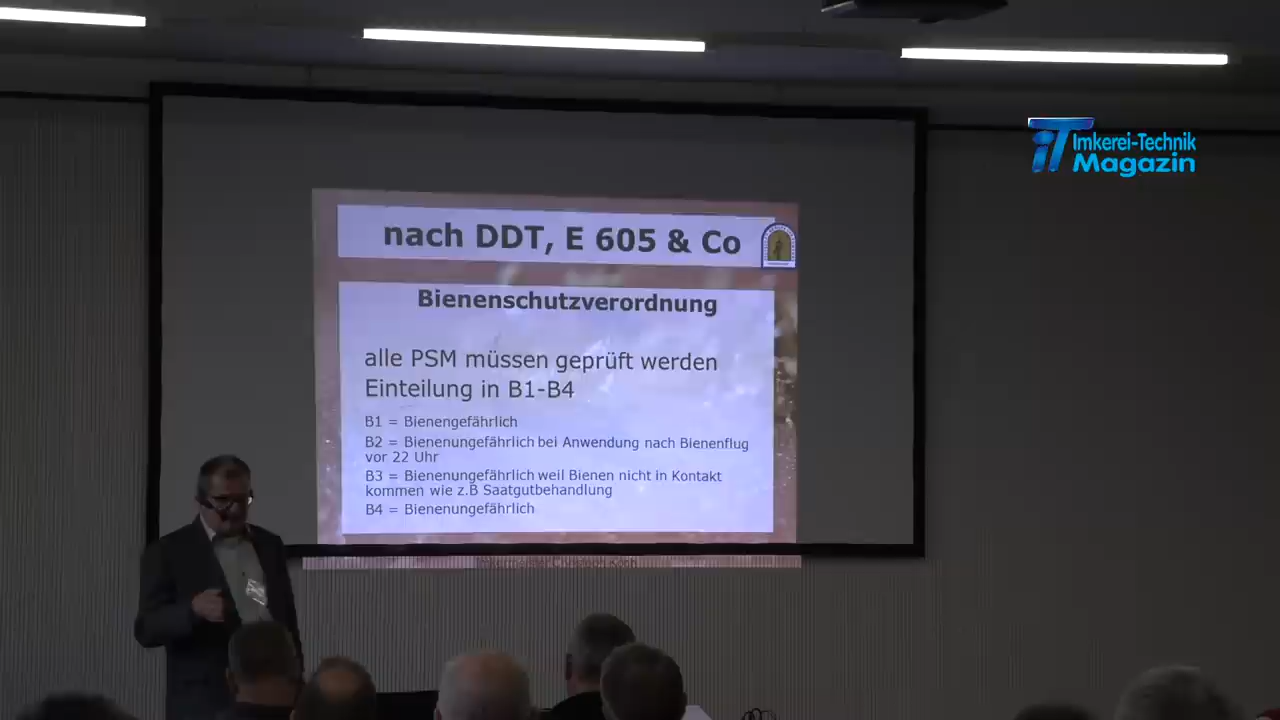 iT Imkerei-Technik
Magazin
nach DDT, E 605 & Co
Bienenschutzverordnung
alle PSM müssen geprüft werden
Einteilung in B1-B4
B1 = Bienengefährlich
B2 = Bienenungefährlich bei Anwendung nach Bienenflug
vor 22 Uhr
B3 = Bienenungefährlich weil Bienen nicht in Kontakt
kommen wie z.B Saatgutbehandlung
B4 = Bienenungefährlich